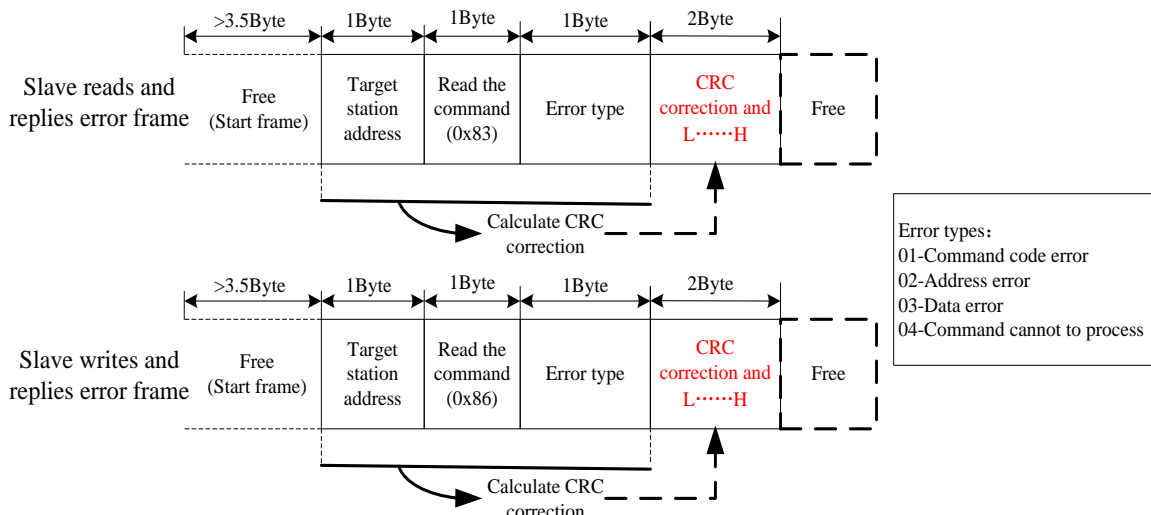 >3.5Byte 1Byte 1Byte 1Byte 2Byte
Slave reads and
replies error frame
Free
(Start frame)
Target
station
address
Read the
command
(0x83)
Error type
CRC
correction and
L……H
Free
Calculate CRC
correction
Error types：
01-Command code error
02-Address error
03-Data error
04-Command cannot to process
>3.5Byte 1Byte 1Byte 1Byte 2Byte
Slave writes and
replies error frame
Free
(Start frame)
Target
station
address
Read the
command
(0x86)
Error type
CRC
correction and
L……H
Free
Calculate CRC
correction